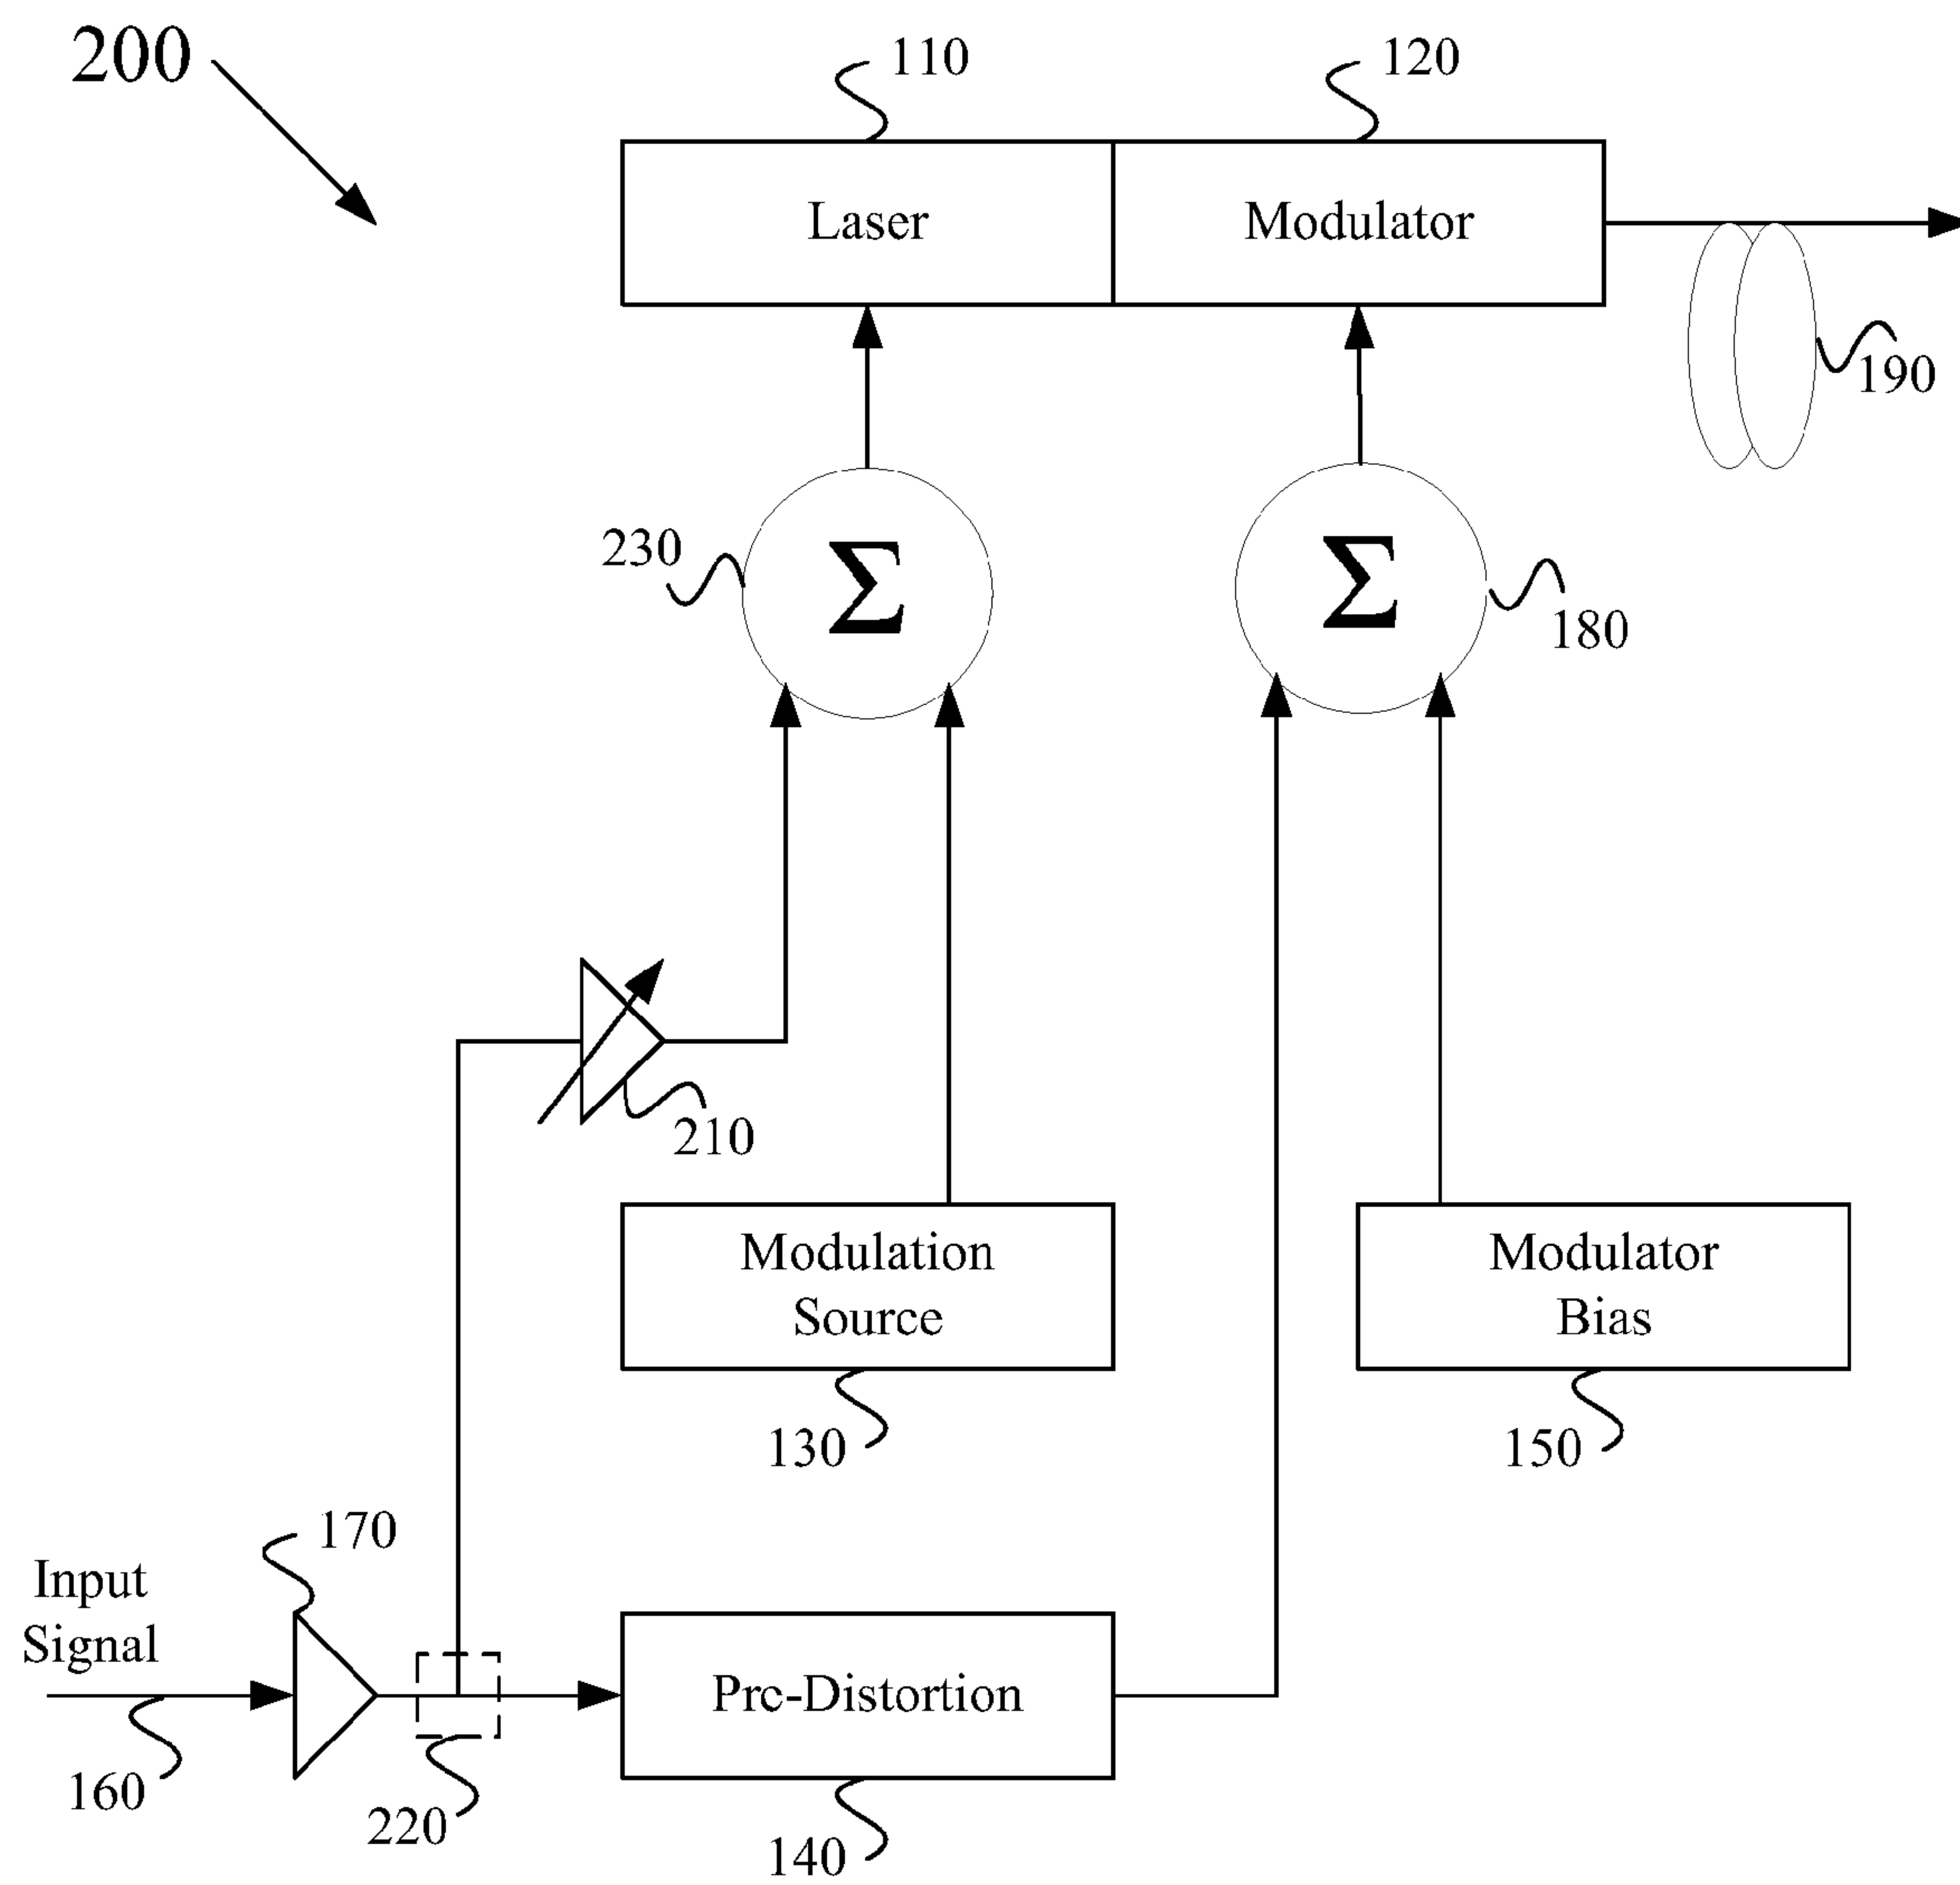 200
110
120
Laser
Modulator
190
230
Σ
Σ
180
210
Modulation
Source
Modulator
Bias
130
150
170
Input
Signal
Prc-Distortion
160
220
140